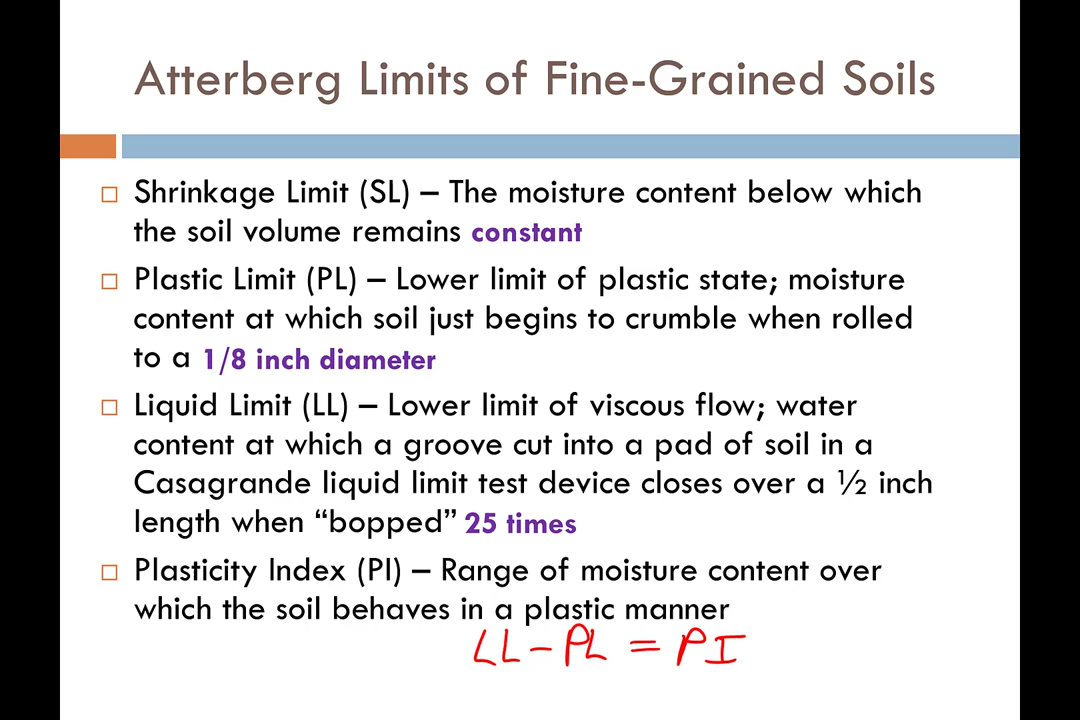 Atterberg Limits of Fine-Grained Soils
Shrinkage Limit (SL) – The moisture content below which
the soil volume remains constant
Plastic Limit (PL) – Lower limit of plastic state; moisture
content at which soil just begins to crumble when rolled
to a 1/8 inch diameter
Liquid Limit (LL) – Lower limit of viscous flow; water
content at which a groove cut into a pad of soil in a
Casagrande liquid limit test device closes over a ½ inch
length when “bopped” 25 times
Plasticity Index (PI) – Range of moisture content over
which the soil behaves in a plastic manner
LL – PL = PI